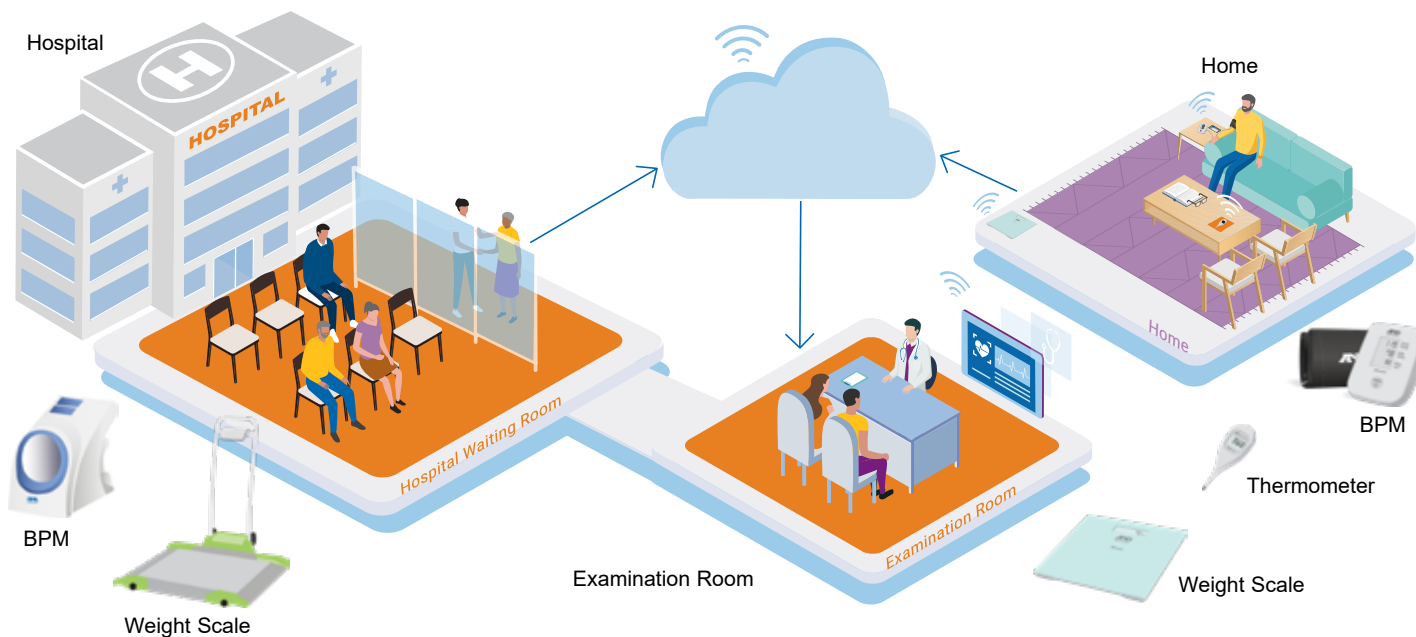 Hospital
H
HOSPITAL
Home
Home
Hospital Waiting Room
Examination Room
BPM
Weight Scale
Examination Room
BPM
Thermometer
Weight Scale